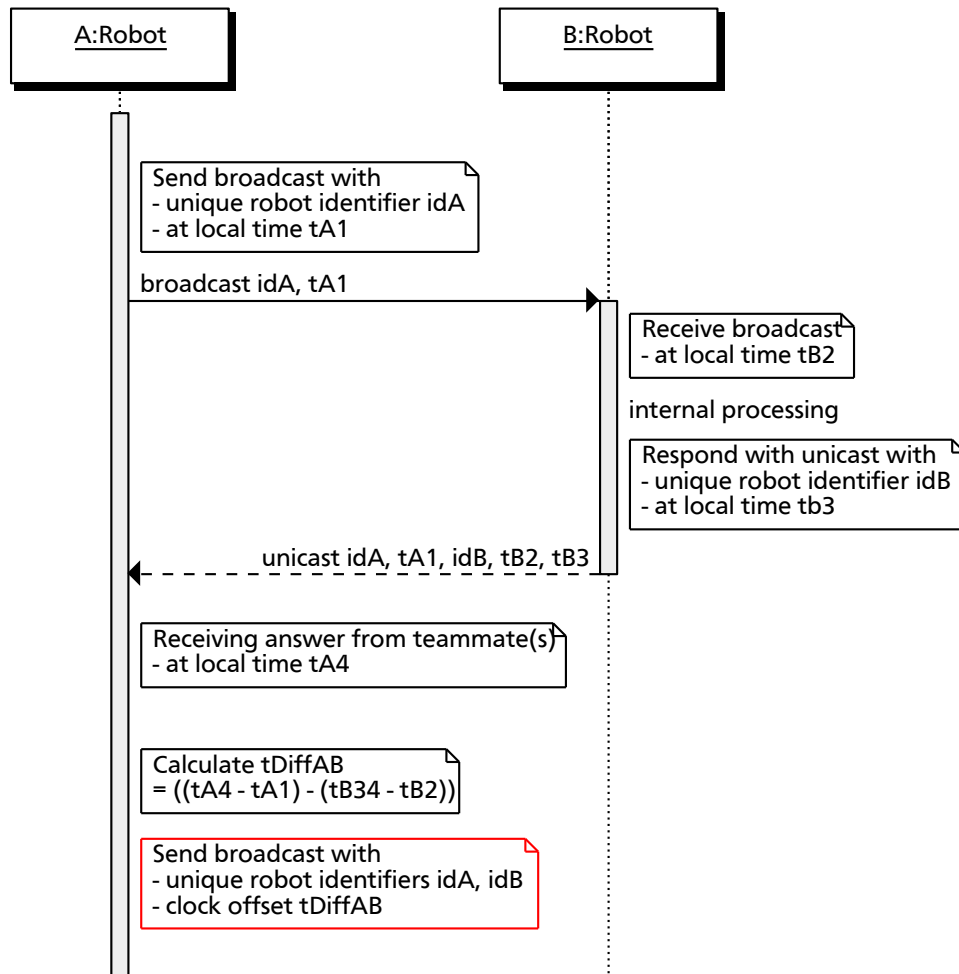 A:Robot
B:Robot
Send broadcast with
- unique robot identifier idA
- at local time tA1
broadcast idA, tA1
Receive broadcast
- at local time tB2
internal processing
Respond with unicast with
- unique robot identifier idB
- at local time tb3
unicast idA, tA1, idB, tB2, tB3
Receiving answer from teammate(s)
- at local time tA4
Calculate tDiffAB
= ((tA4 - tA1) - (tB34 - tB2))
Send broadcast with
- unique robot identifiers idA, idB
- clock offset tDiffAB